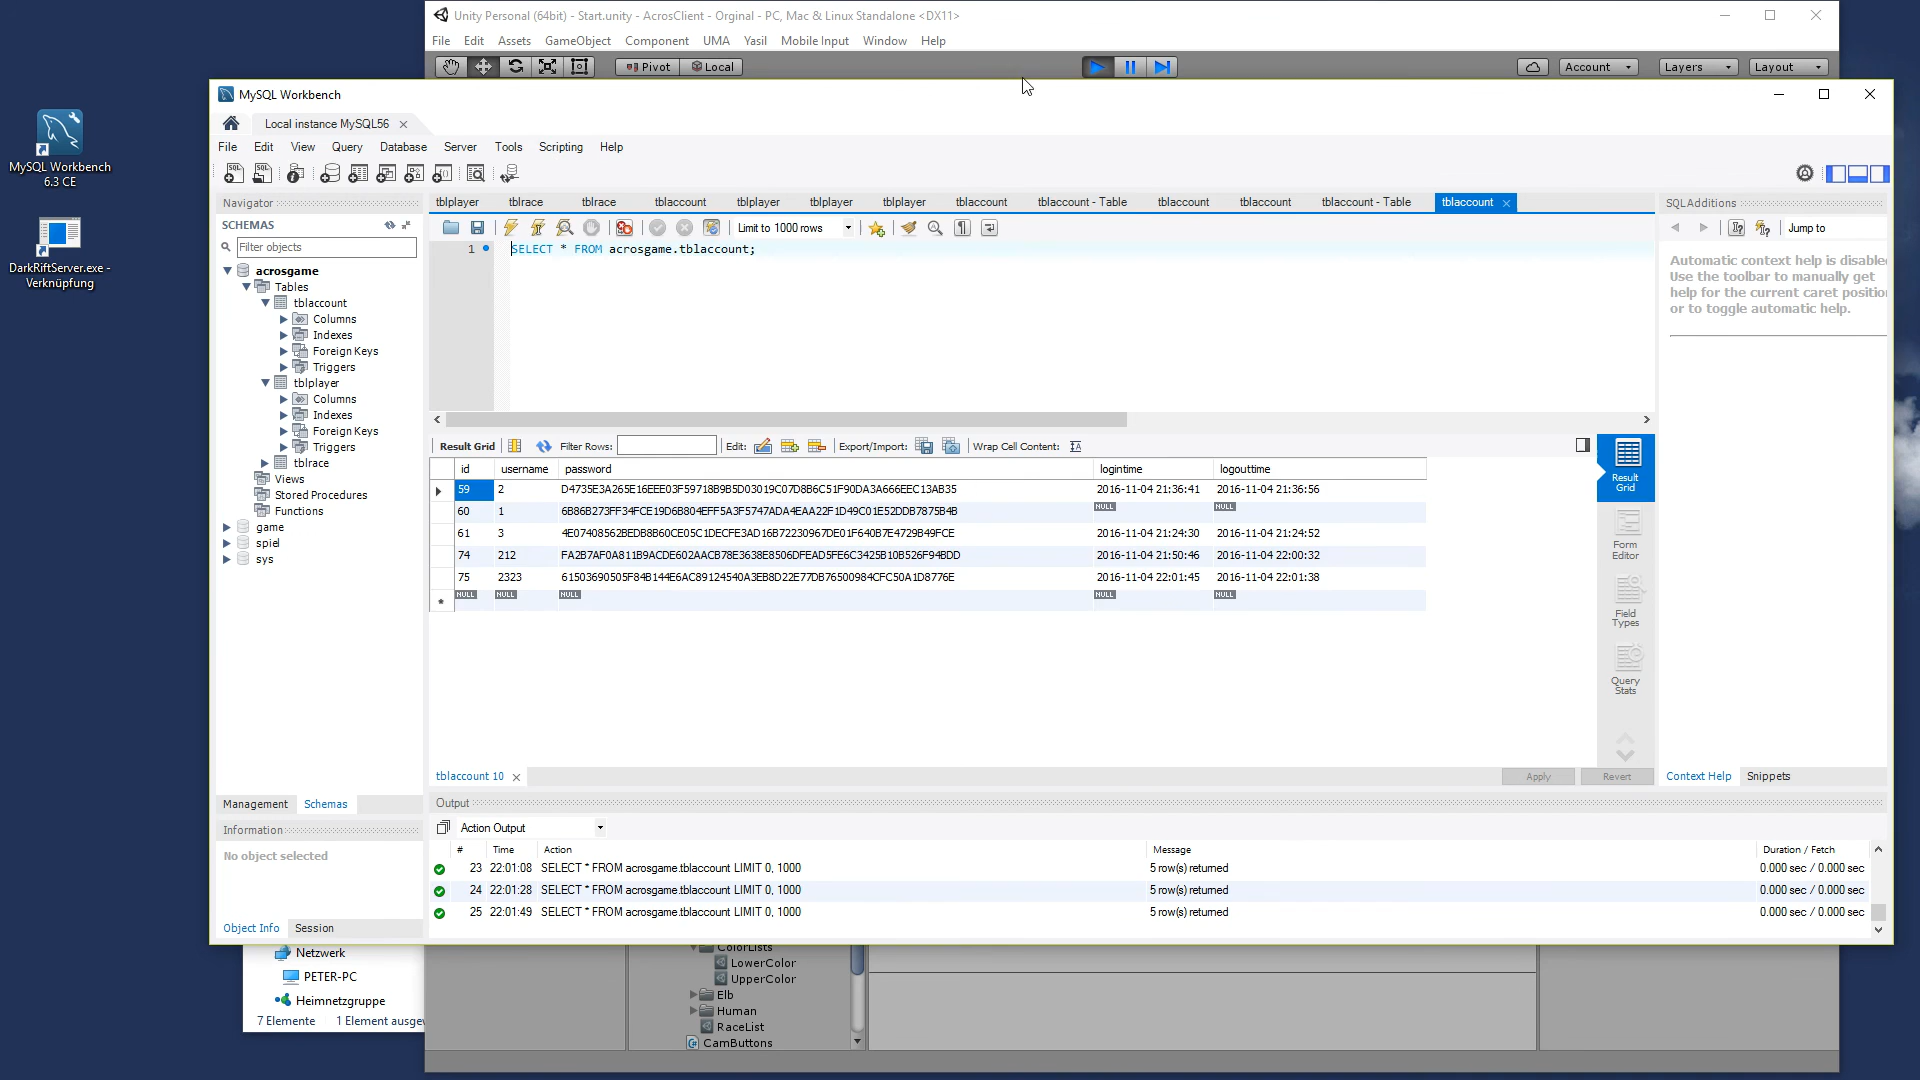 Unity Personal (64bit) - Start.unity - AcrosClient - Orginal - PC, Mac & Linux Standalone <DX11>
File Edit Assets GameObject Component UMA Yasil Mobile Input Window Help
Pivot Local Account Layers Layout
MySQL Workbench
Local instance MySQL56
File Edit View Query Database Server Tools Scripting Help
MySQL Workbench
6.3 CE
DarkRiftServer.exe -
Verknüpfung
Navigator
SCHEMAS
Filter objects
acrosgame
Tables
tblaccount
Columns
Indexes
Foreign Keys
Triggers
tblplayer
Columns
Indexes
Foreign Keys
Triggers
tblrace
Views
Stored Procedures
Functions
game
spiel
sys
Management Schemas
Information
No object selected
Object Info Session
tblplayer tblrace tblrace tblaccount tblplayer tblplayer tblplayer tblaccount tblaccount - Table tblaccount tblaccount tblaccount - Table tblaccount
Limit to 1000 rows
1 SELECT * FROM acrosgame.tblaccount;
Result Grid Filter Rows: Edit: Export/Import: Wrap Cell Content:
id username password logintime logouttime
59 2 D4735E3A265E16EEE03F59718B9B5D03019C07D8B6C51F90DA3A666EEC13AB35 2016-11-04 21:36:41 2016-11-04 21:36:56
60 1 6B86B273FF34FCE19D6B804EFF5A3F5747ADA4EAA22F1D49C01E52DDB7875B4B NULL NULL
61 3 4E07408562BEDB8B60CE05C1DECFE3AD16B72230967DE01F640B7E4729B49FCE 2016-11-04 21:24:30 2016-11-04 21:24:52
74 212 FA2B7AF0A811B9ACDE602AACB78E3638E8506DFEAD5FE6C3425B10B526F94BDD 2016-11-04 21:50:46 2016-11-04 22:00:32
75 2323 61503690505F84B144E6AC89124540A3EB8D22E77DB76500984CFC50A1D8776E 2016-11-04 22:01:45 2016-11-04 22:01:38
NULL NULL NULL NULL NULL
Result
Grid
Form
Editor
Field
Types
Query
Stats
tblaccount 10 Apply Revert
SQLAdditions
Jump to
Automatic context help is disable
Use the toolbar to manually get
help for the current caret position
or to toggle automatic help.
Context Help Snippets
Output
Action Output
# Time Action Message Duration / Fetch
23 22:01:08 SELECT * FROM acrosgame.tblaccount LIMIT 0, 1000 5 row(s) returned 0.000 sec / 0.000 sec
24 22:01:28 SELECT * FROM acrosgame.tblaccount LIMIT 0, 1000 5 row(s) returned 0.000 sec / 0.000 sec
25 22:01:49 SELECT * FROM acrosgame.tblaccount LIMIT 0, 1000 5 row(s) returned 0.000 sec / 0.000 sec
Netzwerk
PETER-PC
Heimnetzgruppe
7 Elemente 1 Element ausgew
ColorLists
LowerColor
UpperColor
Elb
Human
RaceList
CamButtons